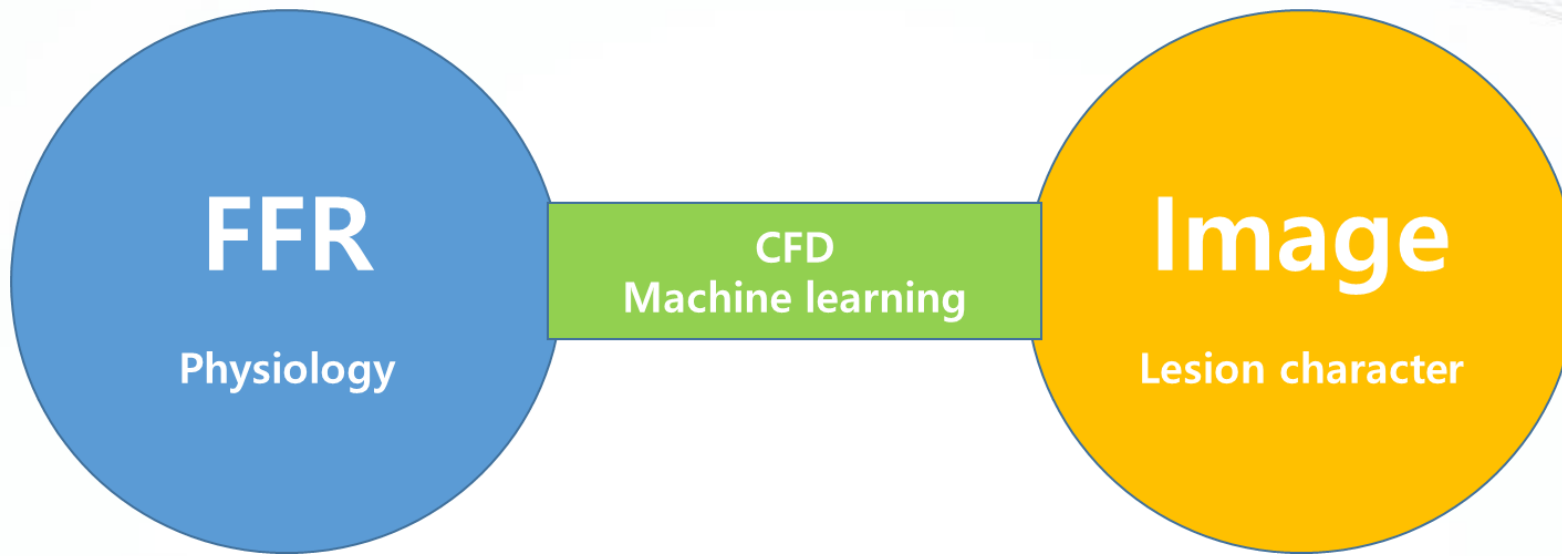 FFR
Physiology
CFD
Machine learning
Image
Lesion character